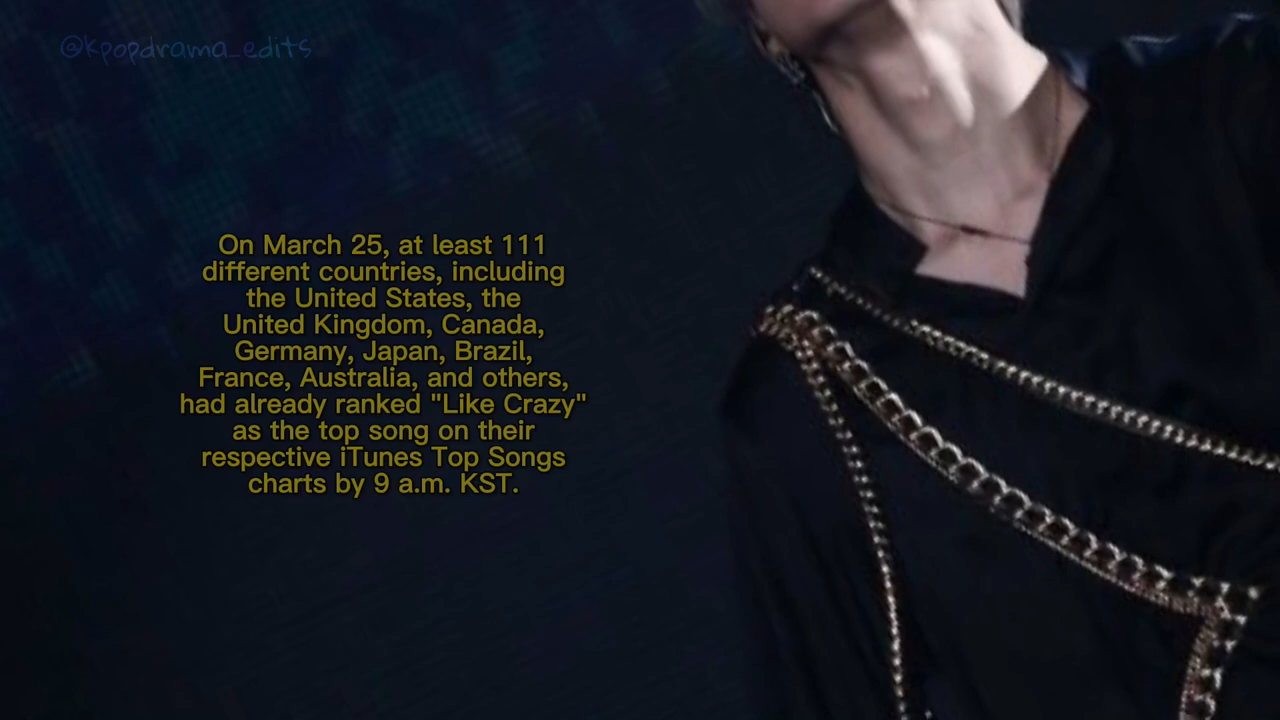 @kpopdrama_edits
On March 25, at least 111
different countries, including
the United States, the
United Kingdom, Canada,
Germany, Japan, Brazil,
France, Australia, and others,
had already ranked "Like Crazy"
as the top song on their
respective iTunes Top Songs
charts by 9 a.m. KST.